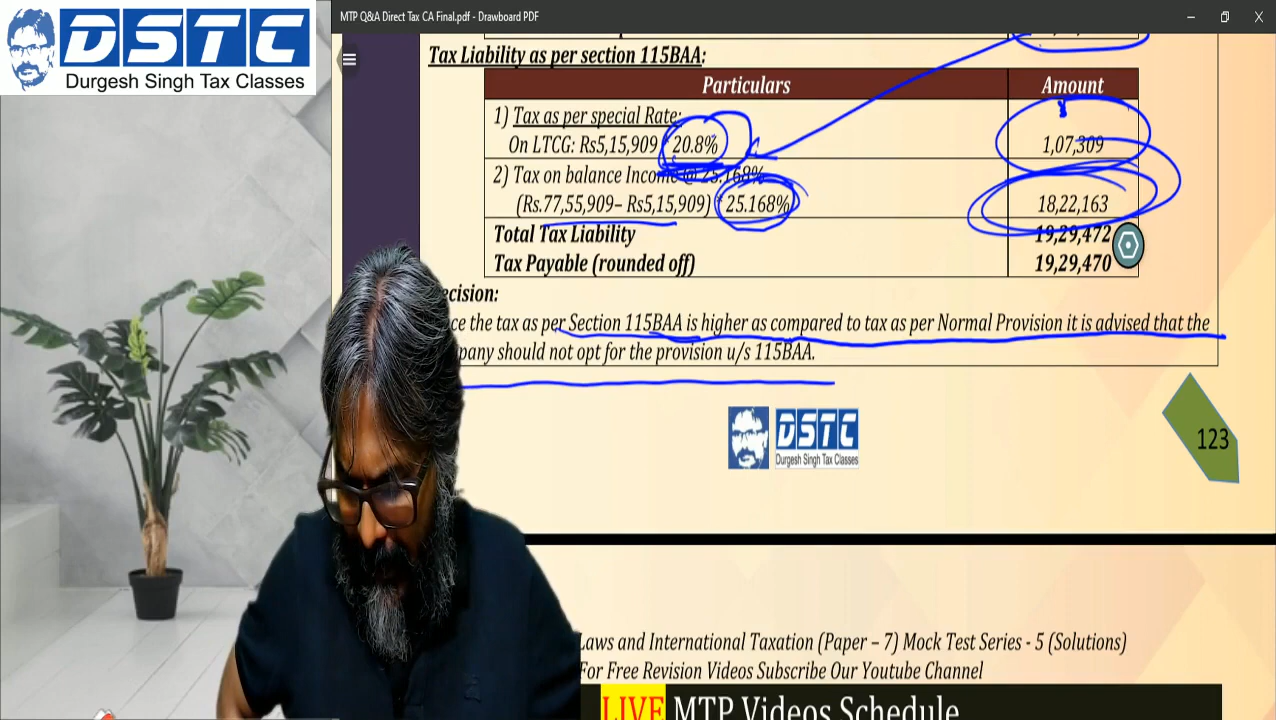 MTP Q&A Direct Tax CA Final.pdf - Drawboard PDF
DSTC
Durgesh Singh Tax Classes
Tax Liability as per section 115BAA:
Particulars Amount
1) Tax as per special Rate:
On LTCG: Rs5,15,909 20.8% 1,07,309
2) Tax on balance Income @ 25.168%
(Rs.77,55,909– Rs5,15,909) 25.168% 18,22,163
Total Tax Liability 19,29,472
Tax Payable (rounded off) 19,29,470
ecision:
ce the tax as per Section 115BAA is higher as compared to tax as per Normal Provision it is advised that the
pany should not opt for the provision u/s 115BAA.
DSTC
Durgesh Singh Tax Classes
123
Laws and International Taxation (Paper – 7) Mock Test Series - 5 (Solutions)
For Free Revision Videos Subscribe Our Youtube Channel
LIVE MTP Videos Schedule